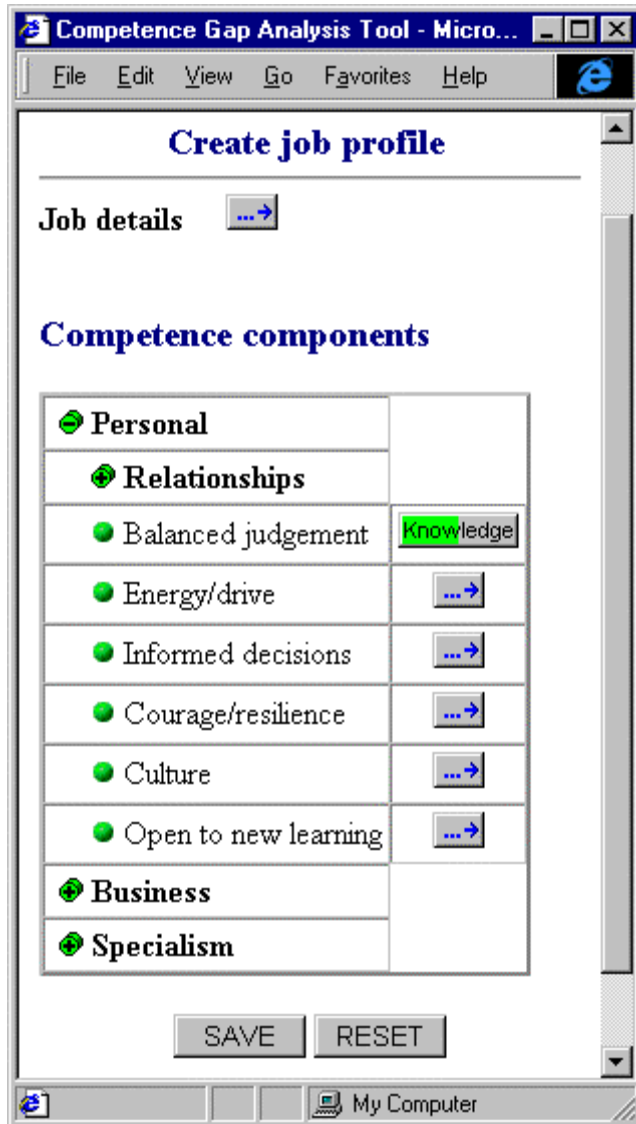 Competence Gap Analysis Tool - Micro...
File Edit View Go Favorites Help
Create job profile
Job details ...→
Competence components
Personal
Relationships
Balanced judgement Knowledge
Energy/drive ...→
Informed decisions ...→
Courage/resilience ...→
Culture ...→
Open to new learning ...→
Business
Specialism
SAVE RESET
My Computer